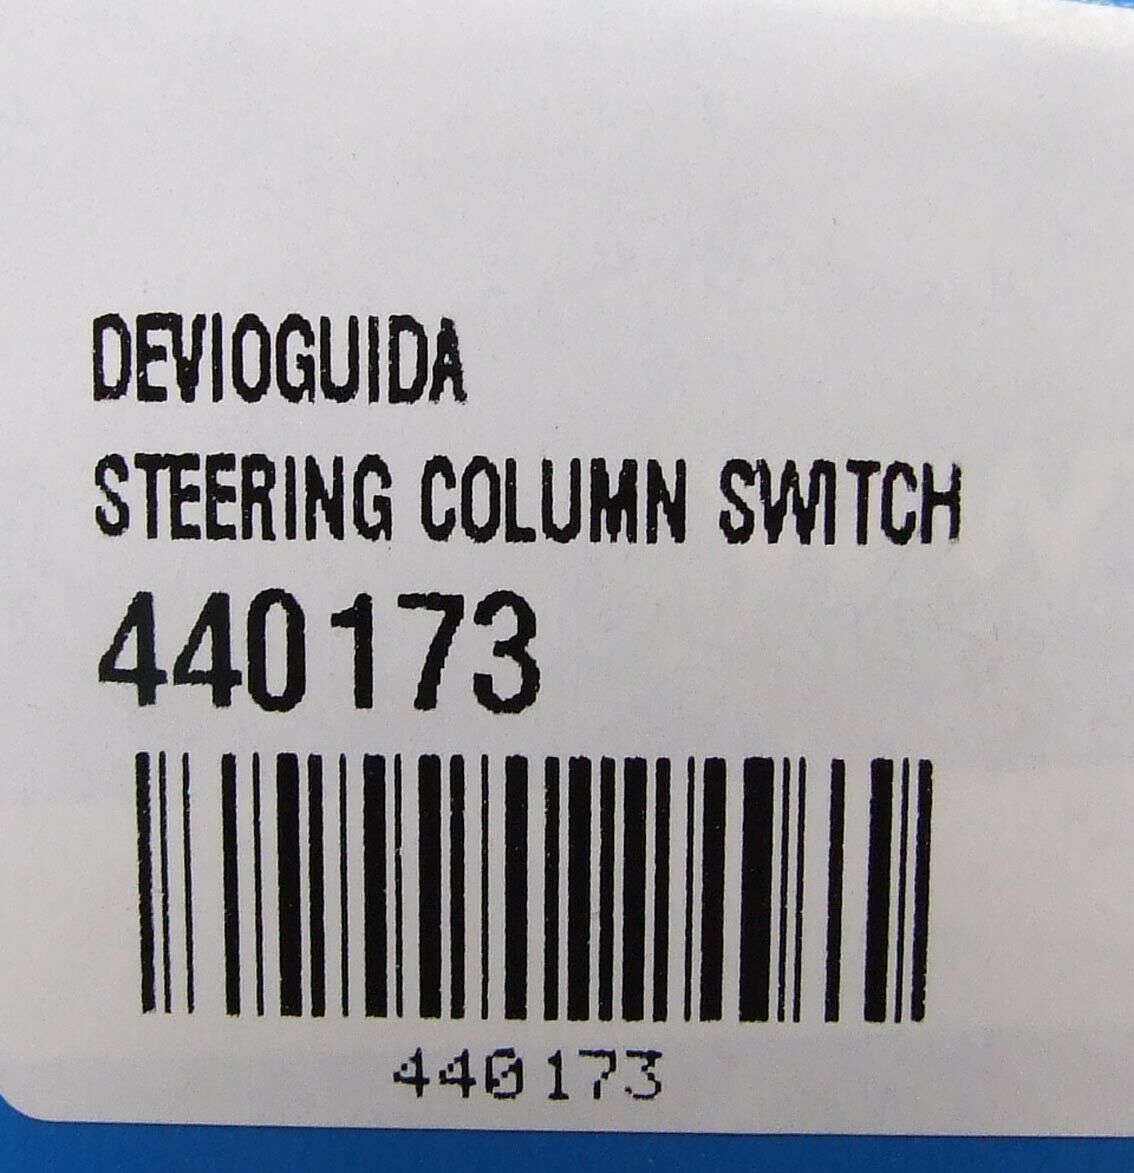 DEVIOGUIDA
STEERING COLUMN SWITCH
440173
440173